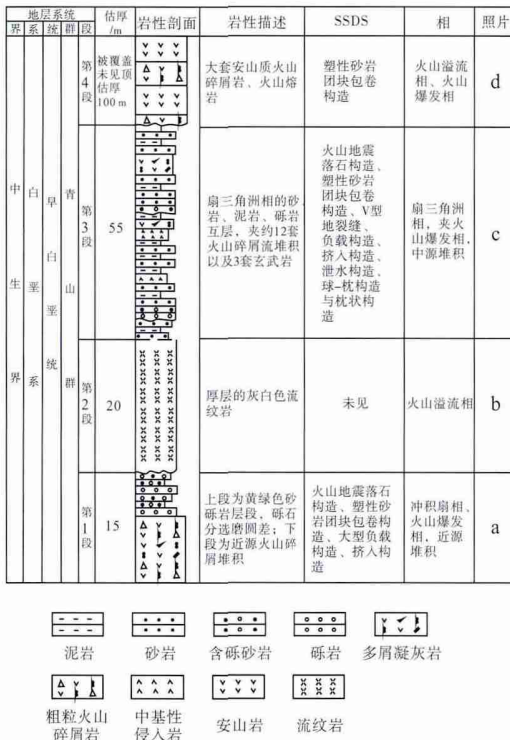 地层系统
界 系 统 群 段
估厚
/m
岩性剖面
岩性描述
SSDS
相
照片
中生界
白垩系
早白垩统
青山群
第4段
被覆盖
未见顶
估厚
100 m
大套安山质火山
碎屑岩、火山熔
岩
塑性砂岩
团块包卷
构造
火山溢流
相、火山
爆发相
d
第3段
55
扇三角洲相的砂
岩、泥岩、砾岩
互层，夹约12套
火山碎屑流堆积
以及3套玄武岩
火山地震
落石构造、
塑性砂岩
团块包卷
构造、V型
地裂缝、
负载构造、
挤入构造、
泄水构造、
球-枕构造
与枕状构
造
扇三角洲
相，夹火
山爆发相，
中源堆积
c
第2段
20
厚层的灰白色流
纹岩
未见
火山溢流相
b
第1段
15
上段为黄绿色砂
砾岩层段，砾石
分选磨圆差；下
段为近源火山碎
屑堆积
火山地震落石
构造、塑性砂
岩团块包卷构
造、大型负载
构造、挤入构
造
冲积扇相、
火山爆发
相，近源
堆积
a
泥岩
砂岩
含砾砂岩
砾岩
多屑凝灰岩
粗粒火山
碎屑岩
中基性
侵入岩
安山岩
流纹岩